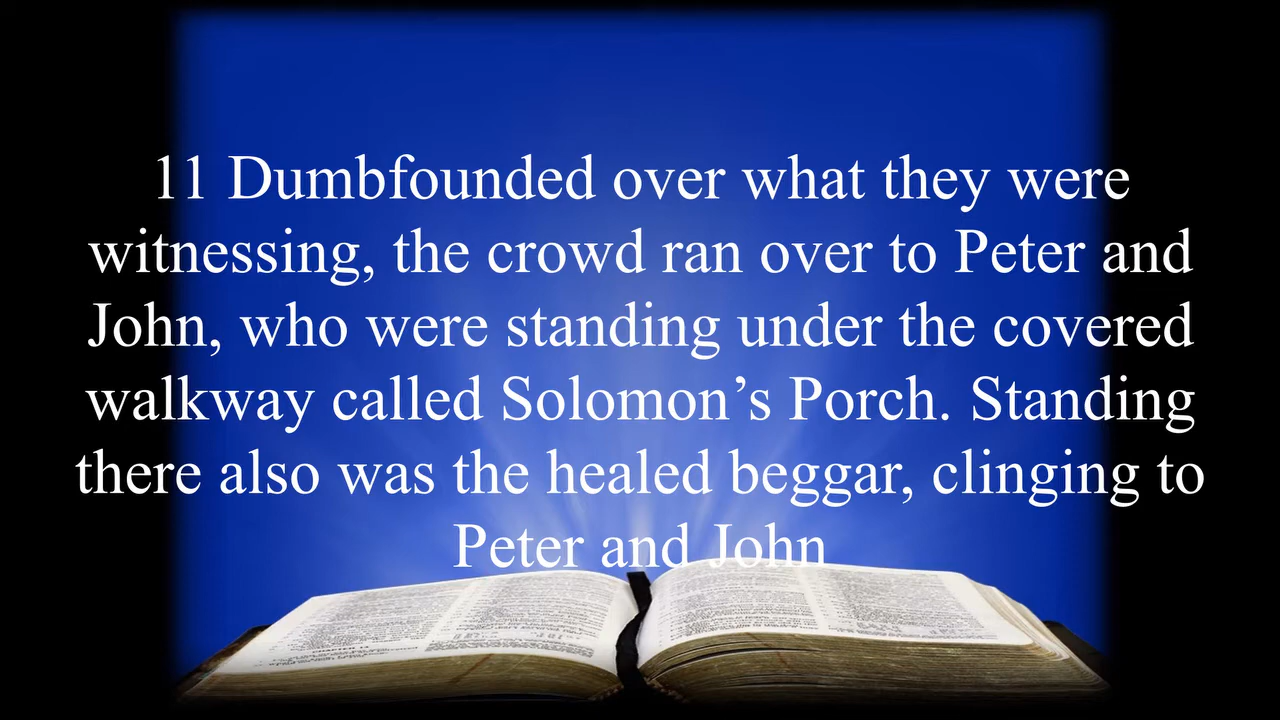 11 Dumbfounded over what they were
witnessing, the crowd ran over to Peter and
John, who were standing under the covered
walkway called Solomon’s Porch. Standing
there also was the healed beggar, clinging to
Peter and John